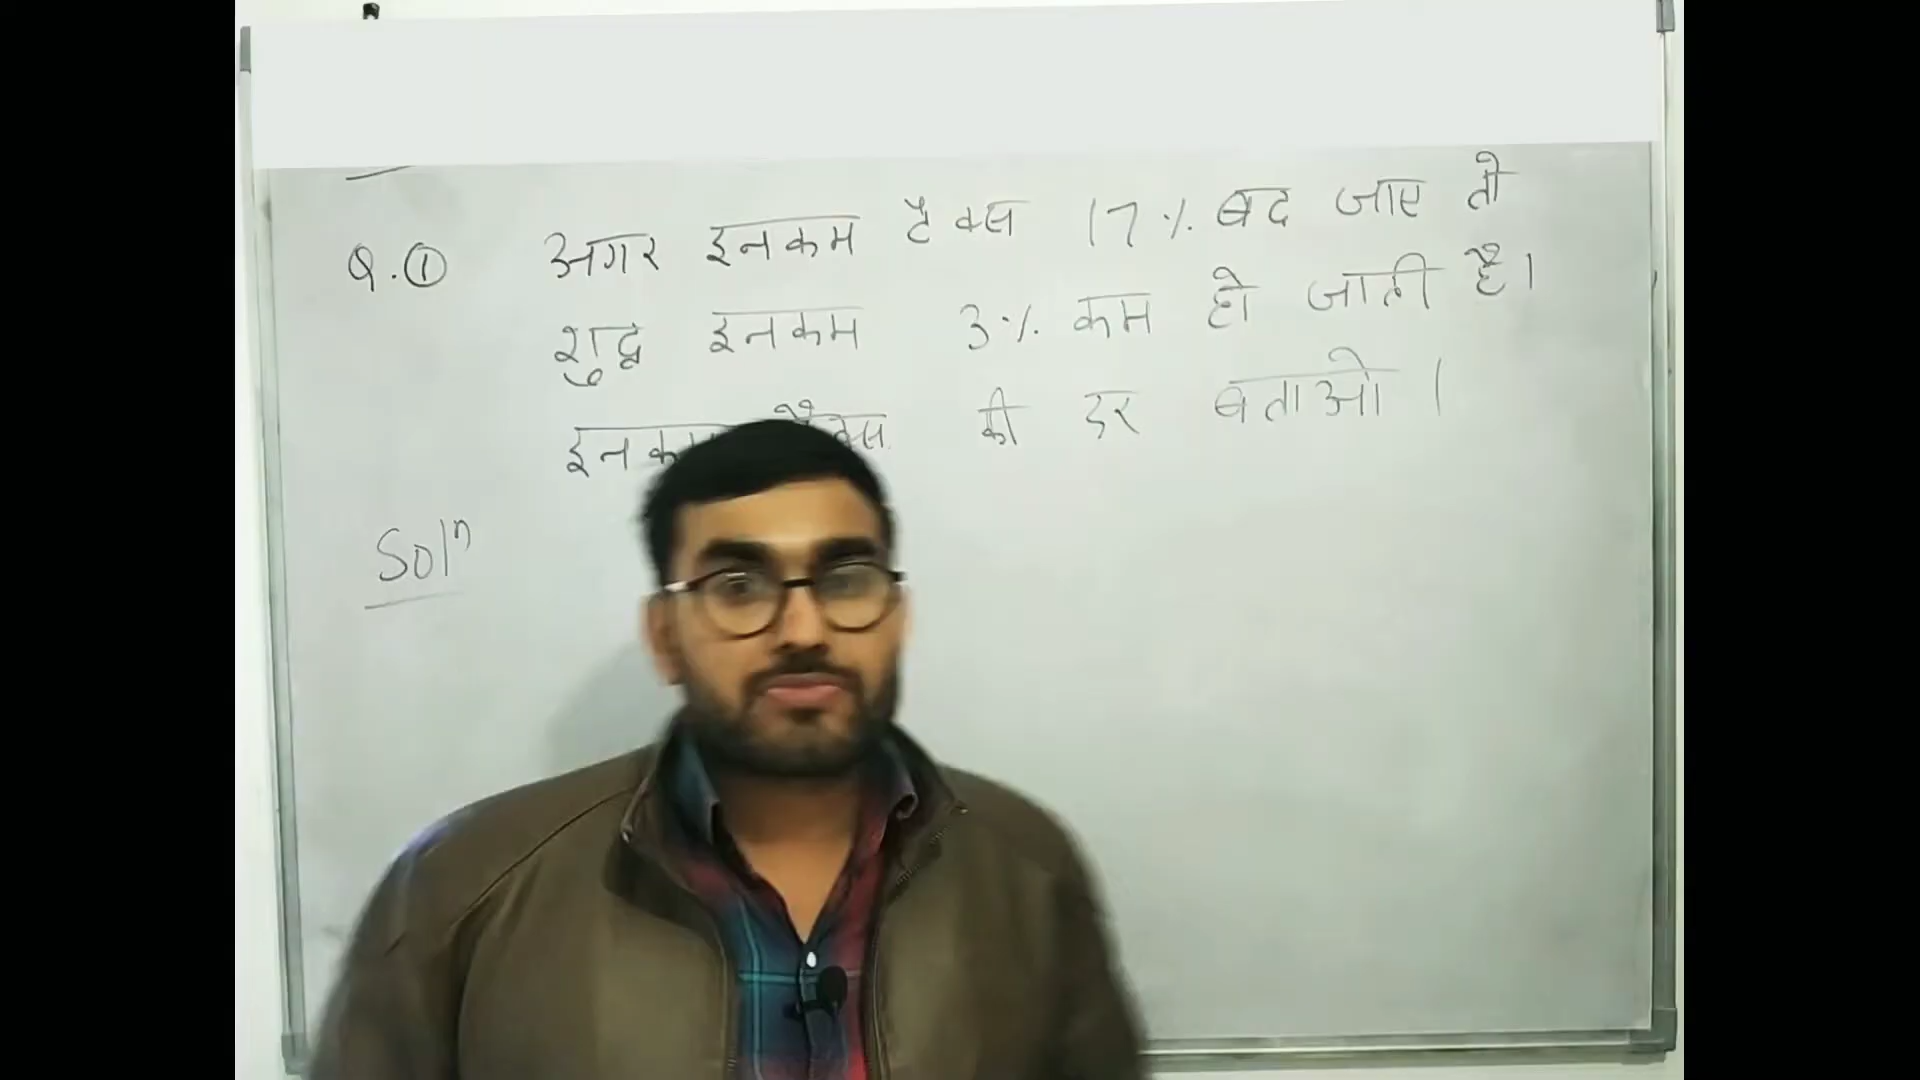 Q.① अगर इनकम टैक्स 17% बढ जाए तो
शुद्ध इनकम 3% कम हो जाती है।
की दर बताओ।
Solⁿ